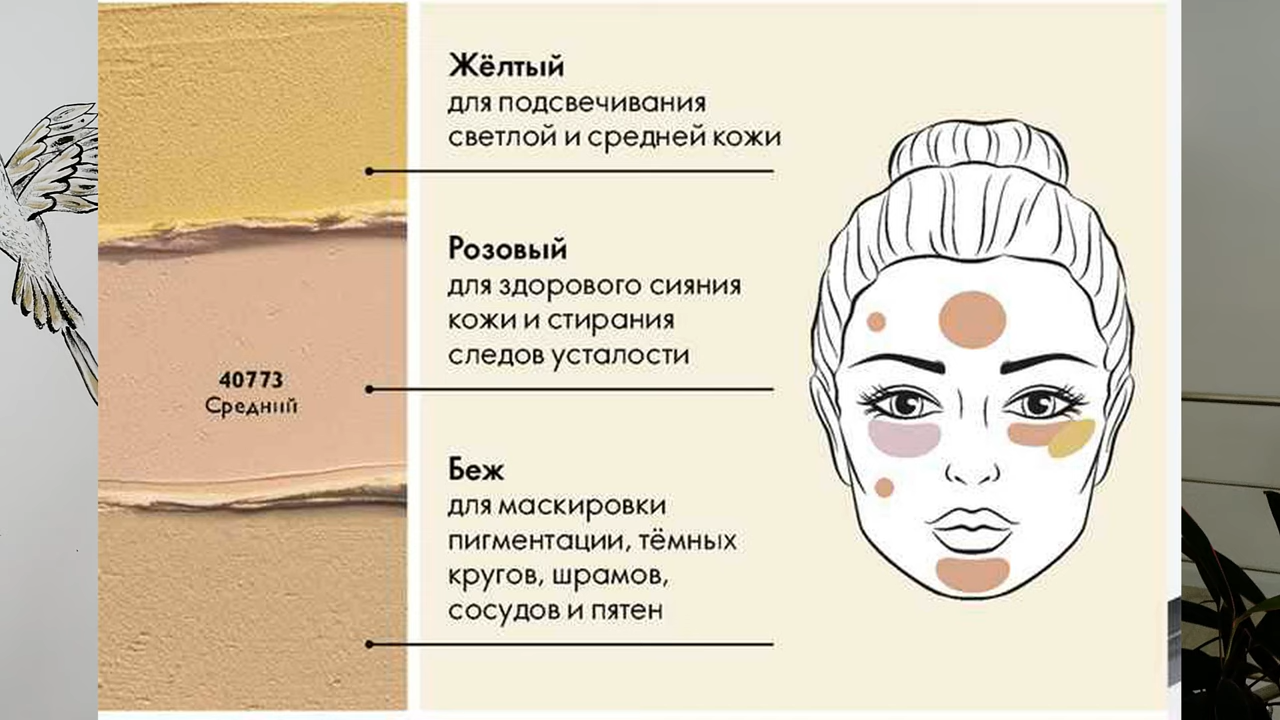 Жёлтый
для подсвечивания
светлой и средней кожи
Розовый
для здорового сияния
кожи и стирания
следов усталости
40773
Средний
Беж
для маскировки
пигментации, тёмных
кругов, шрамов,
сосудов и пятен